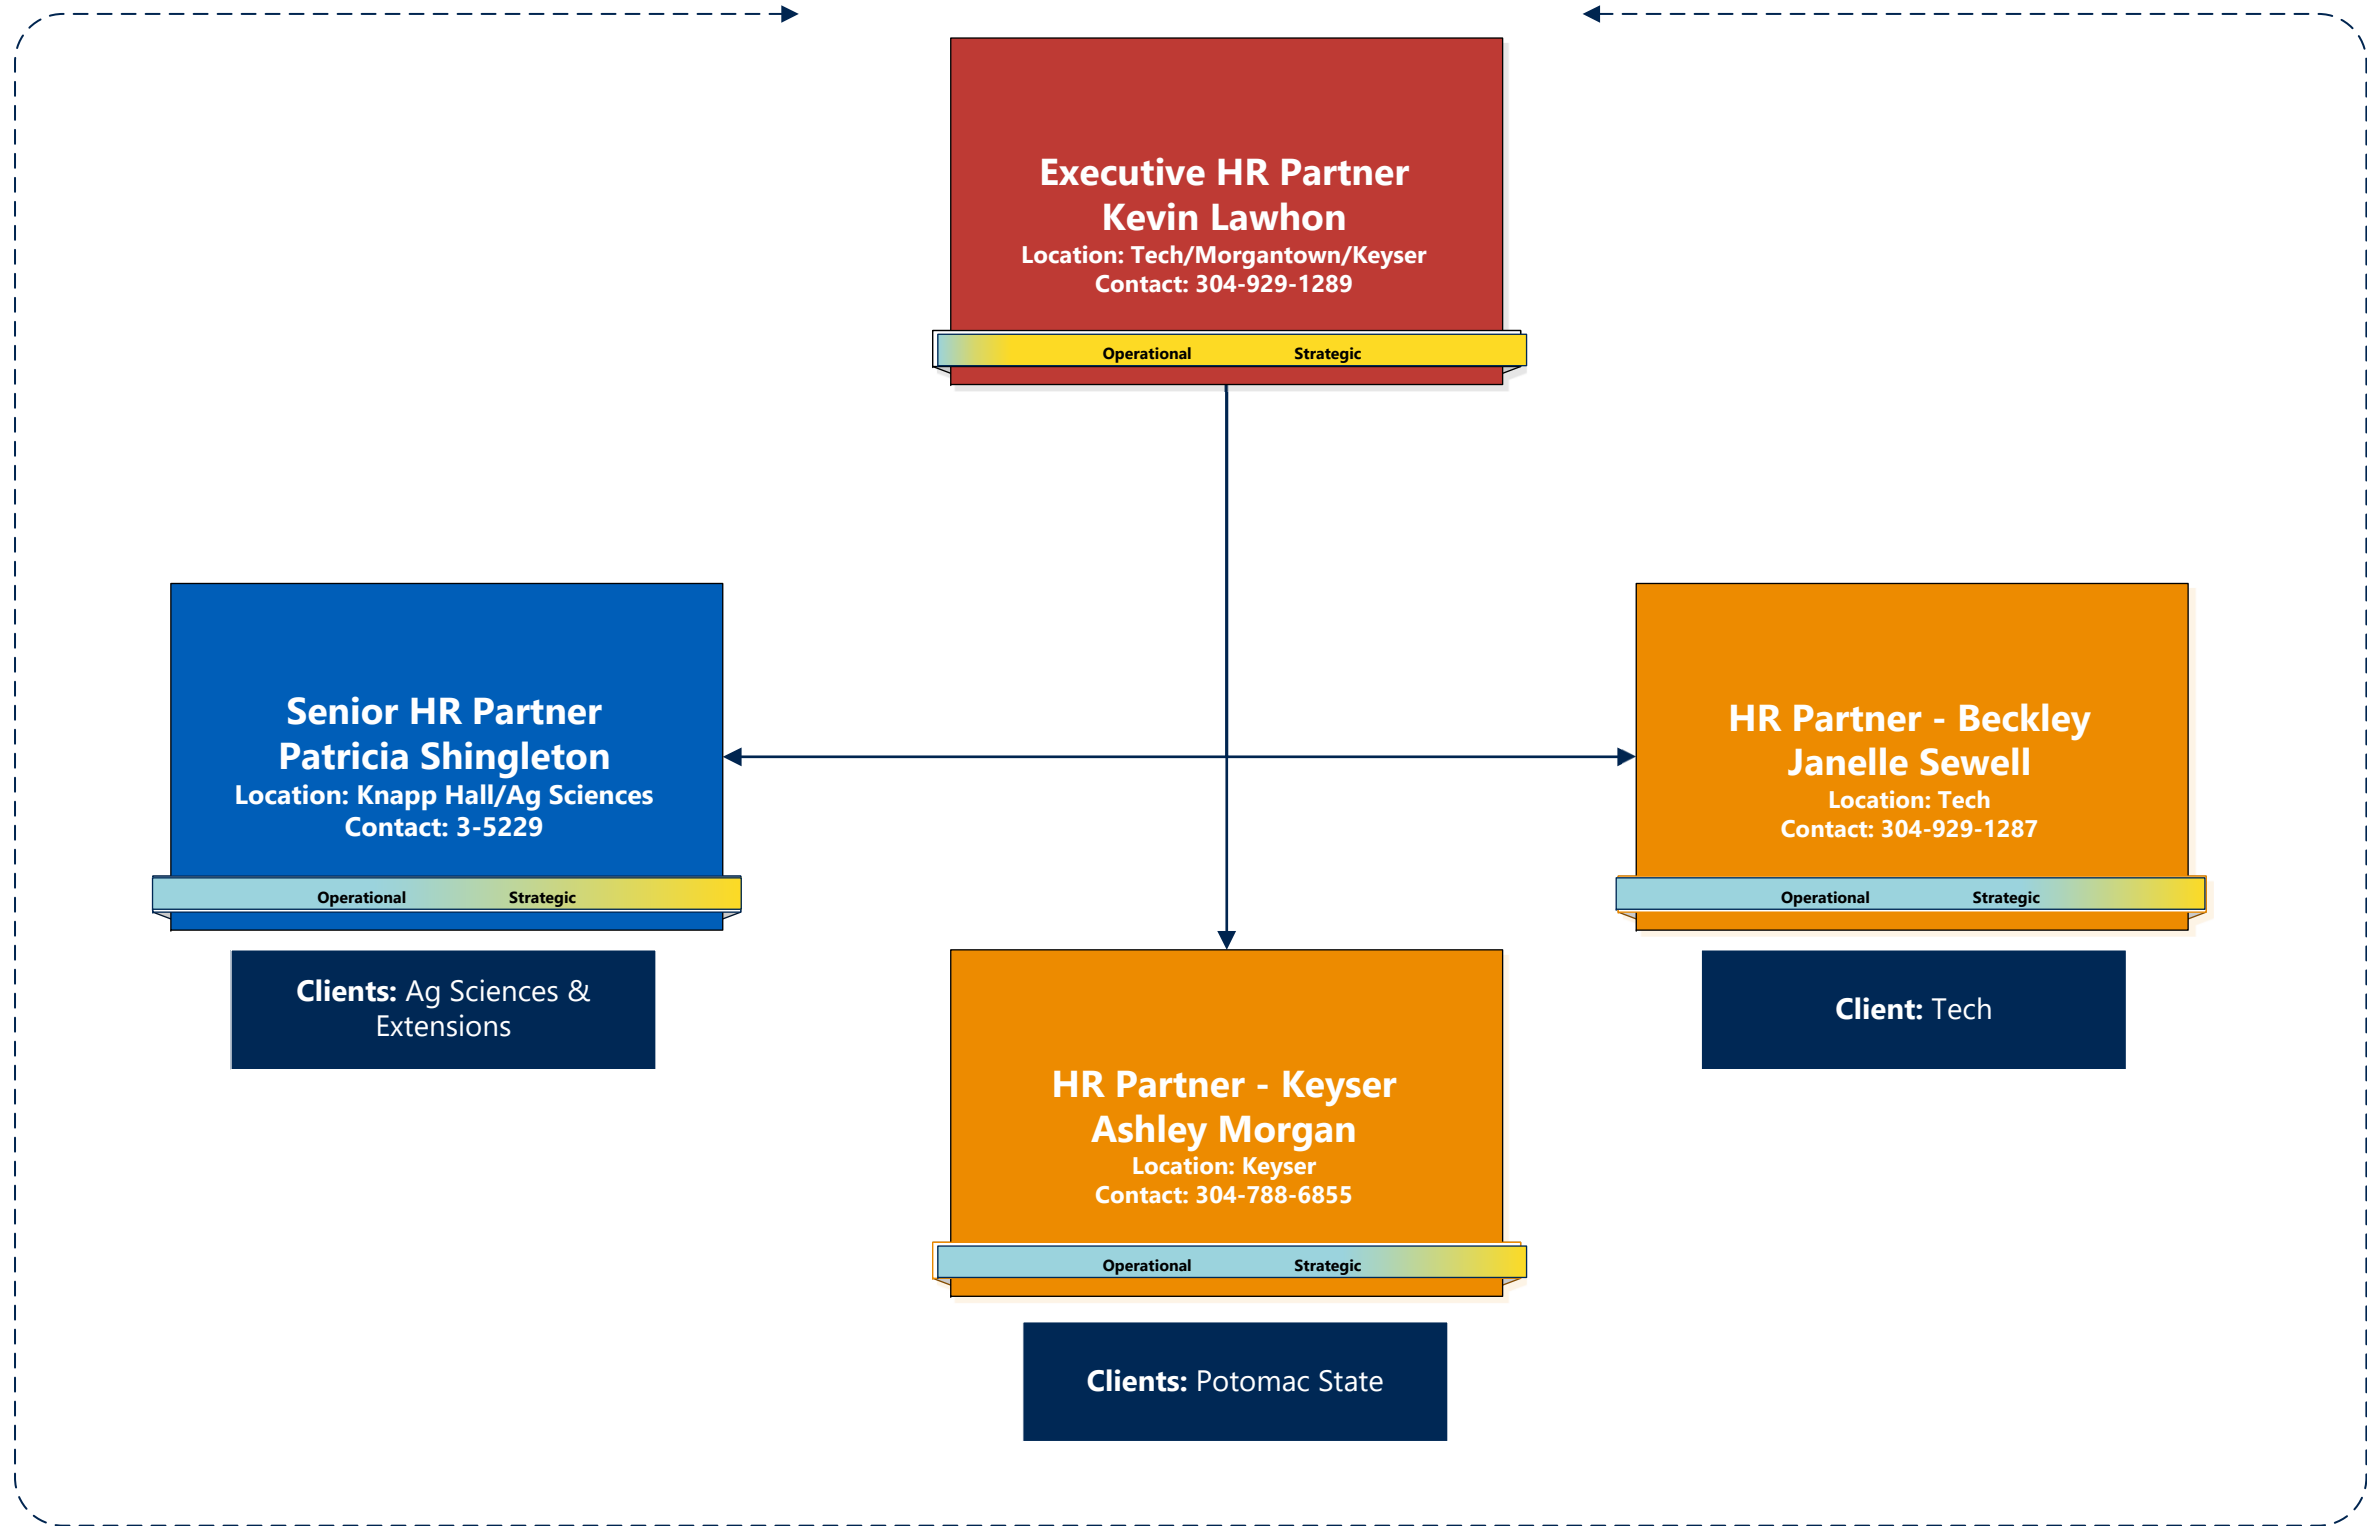 Executive HR Partner
Kevin Lawhon
Location: Tech/Morgantown/Keyser
Contact: 304-929-1289
Operational Strategic
Senior HR Partner
Patricia Shingleton
Location: Knapp Hall/Ag Sciences
Contact: 3-5229
Operational Strategic
Clients: Ag Sciences &
Extensions
HR Partner - Beckley
Janelle Sewell
Location: Tech
Contact: 304-929-1287
Operational Strategic
Client: Tech
HR Partner - Keyser
Ashley Morgan
Location: Keyser
Contact: 304-788-6855
Operational Strategic
Clients: Potomac State